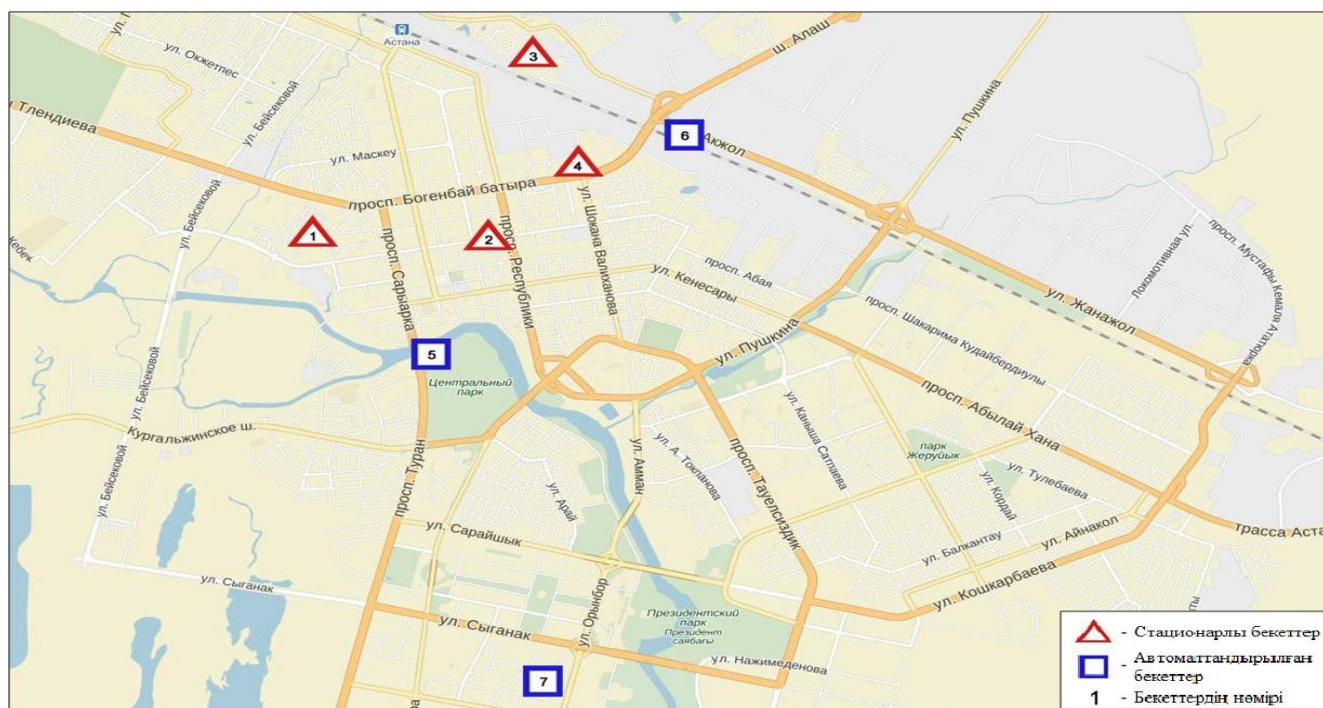 ул. Окжетпес
Астана
3
ш. Алаш
ул. Пушкина
ул. Бейсековой
Тлендиева
6
Акжол
ул. Маскеу
4
просп. Богенбай батыра
ул. Бейсековой
1
2
просп. Сарыарка
просп. Республики
ул. Шокана Валиханова
просп. Абая
ул. Кенесары
Кебек
Локомотивная ул.
просп. Мустафы Кемаля Ататюрка
ул. Жанажол
просп. Шакарима Кудайбердиулы
ул. Пушкина
5
Центральный
парк
ул. Бейсековой
Кургальжинское ш.
просп. Абылай Хана
ул. Каныша Сатпаева
парк
Жеруйык
просп. Туран
ул. Амман
ул. А. Токпанова
просп. Тауелсиздик
ул. Тулебаева
ул. Кордай
ул. Бейсековой
ул. Арай
ул. Сарайшык
трасса Аста
ул. Айнакол
ул. Балкантау
ул. Кошкарбаева
ул. Сыганак
ул. Сыганак
ул. Орынбор
Президентский
парк
Президент
саябағы
ул. Нажимеденова
7
- Стационарлы бекеттер
- Автоматтандырылған
бекеттер
1 - Бекеттердің нөмірі